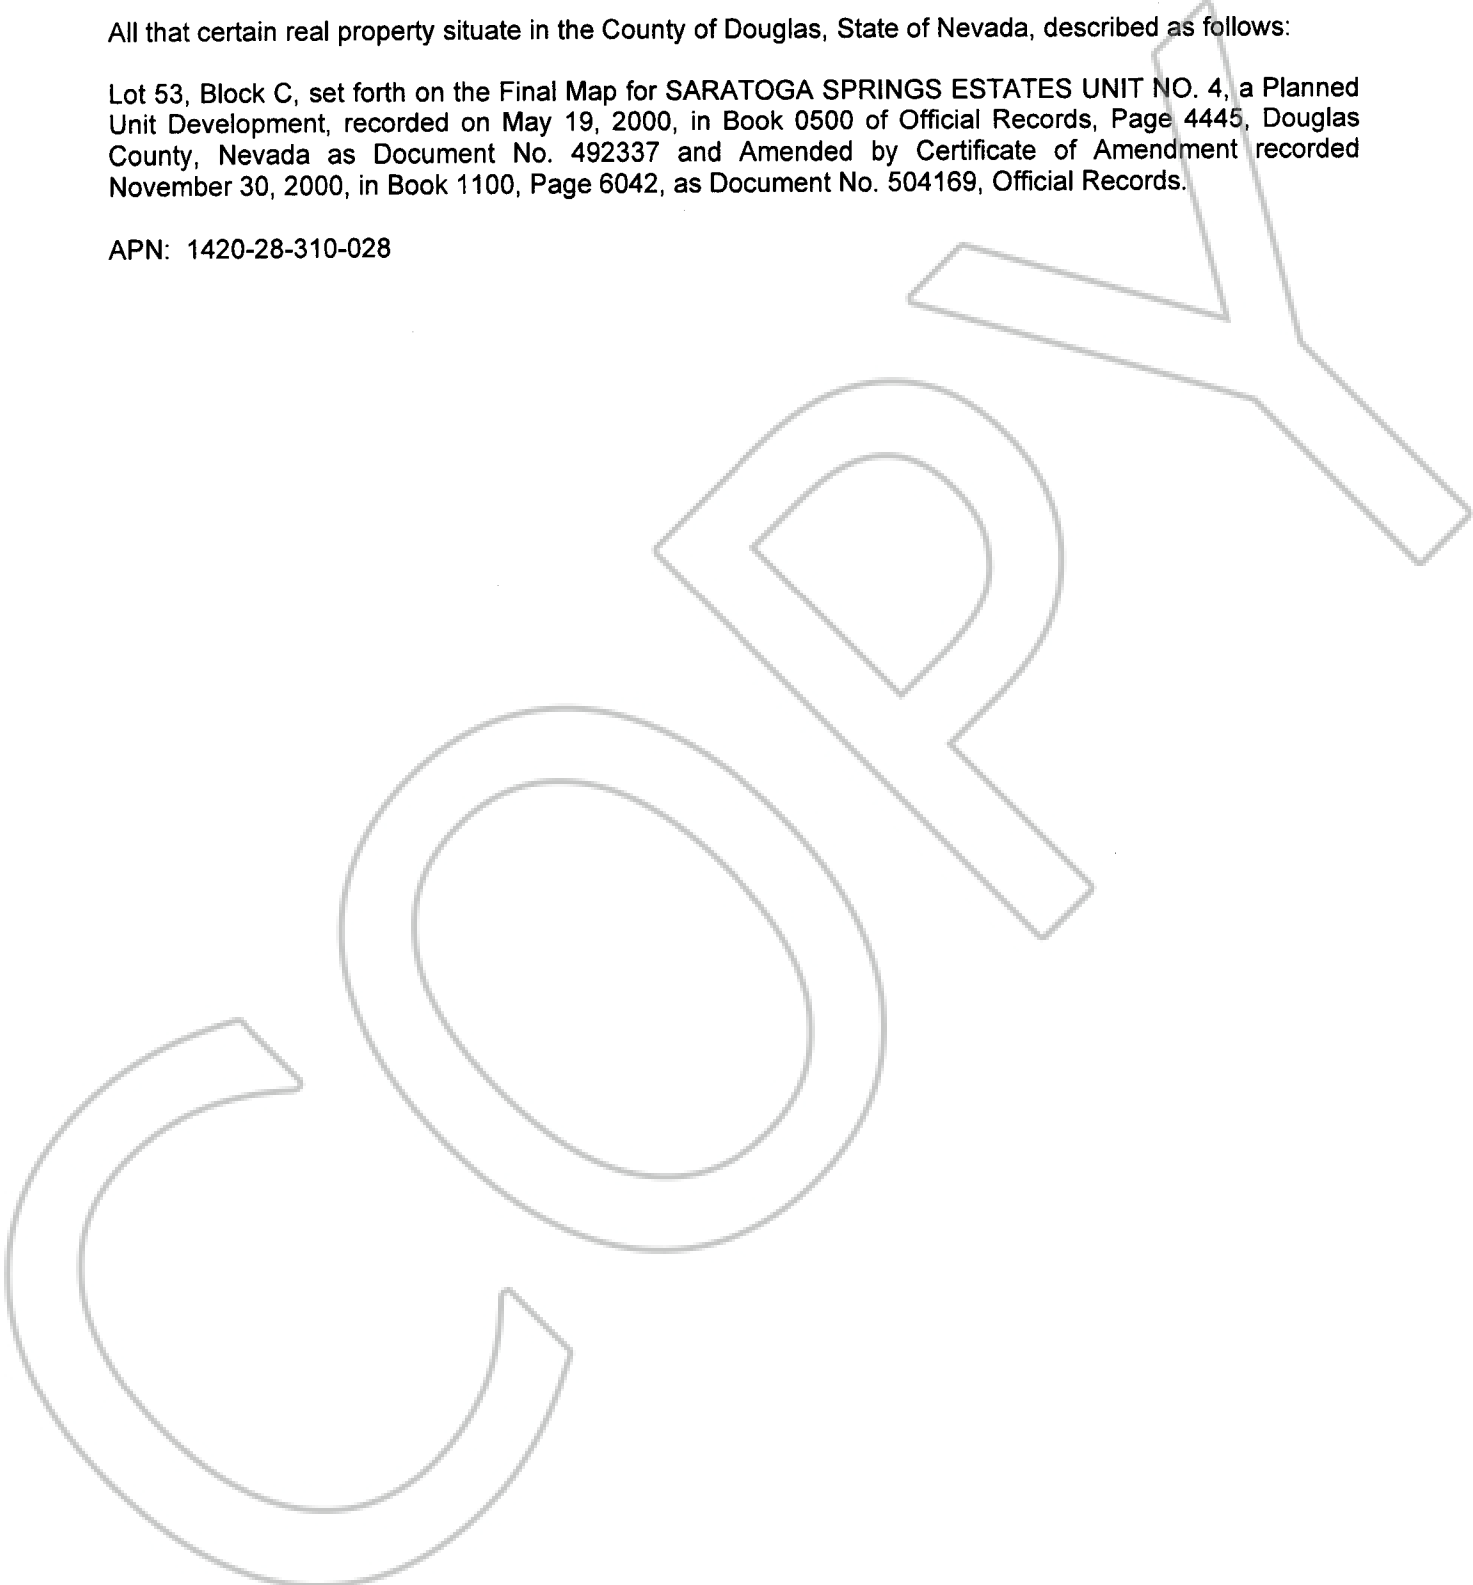 All that certain real property situate in the County of Douglas, State of Nevada, described as follows:
Lot 53, Block C, set forth on the Final Map for SARATOGA SPRINGS ESTATES UNIT NO. 4, a Planned
Unit Development, recorded on May 19, 2000, in Book 0500 of Official Records, Page 4445, Douglas
County, Nevada as Document No. 492337 and Amended by Certificate of Amendment recorded
November 30, 2000, in Book 1100, Page 6042, as Document No. 504169, Official Records.
APN: 1420-28-310-028
COPY